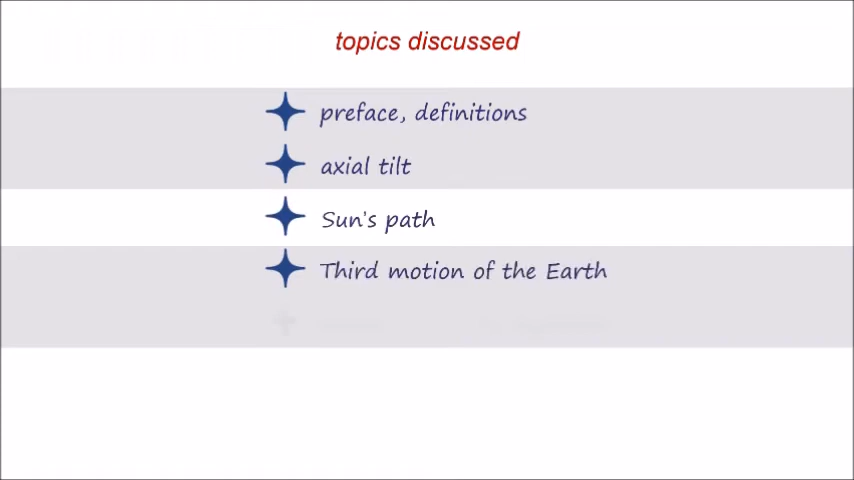 topics discussed
preface, definitions
axial tilt
Sun's path
Third motion of the Earth